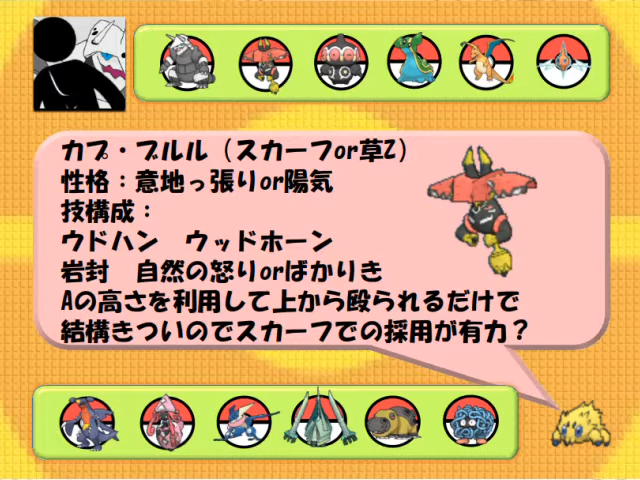 カプ・ブルル（スカーフor草Z）
性格：意地っ張りor陽気
技構成：
ウドハン　ウッドホーン
岩封　自然の怒りorばかりき
Aの高さを利用して上から殴られるだけで
結構きついのでスカーフでの採用が有力？